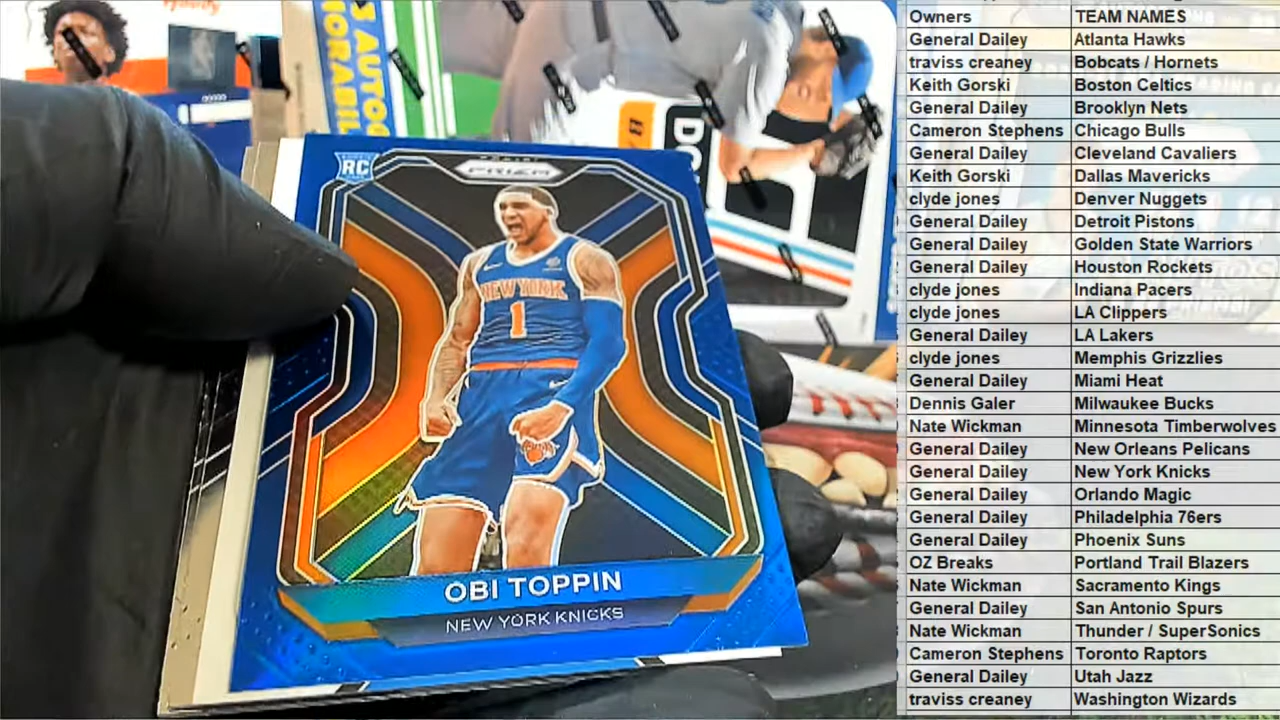 RC
PANINI
PRIZM
NEW YORK
1
OBI TOPPIN
NEW YORK KNICKS
Owners TEAM NAMES
General Dailey Atlanta Hawks
traviss creaney Bobcats / Hornets
Keith Gorski Boston Celtics
General Dailey Brooklyn Nets
Cameron Stephens Chicago Bulls
General Dailey Cleveland Cavaliers
Keith Gorski Dallas Mavericks
clyde jones Denver Nuggets
General Dailey Detroit Pistons
General Dailey Golden State Warriors
General Dailey Houston Rockets
clyde jones Indiana Pacers
clyde jones LA Clippers
General Dailey LA Lakers
clyde jones Memphis Grizzlies
General Dailey Miami Heat
Dennis Galer Milwaukee Bucks
Nate Wickman Minnesota Timberwolves
General Dailey New Orleans Pelicans
General Dailey New York Knicks
General Dailey Orlando Magic
General Dailey Philadelphia 76ers
General Dailey Phoenix Suns
OZ Breaks Portland Trail Blazers
Nate Wickman Sacramento Kings
General Dailey San Antonio Spurs
Nate Wickman Thunder / SuperSonics
Cameron Stephens Toronto Raptors
General Dailey Utah Jazz
traviss creaney Washington Wizards